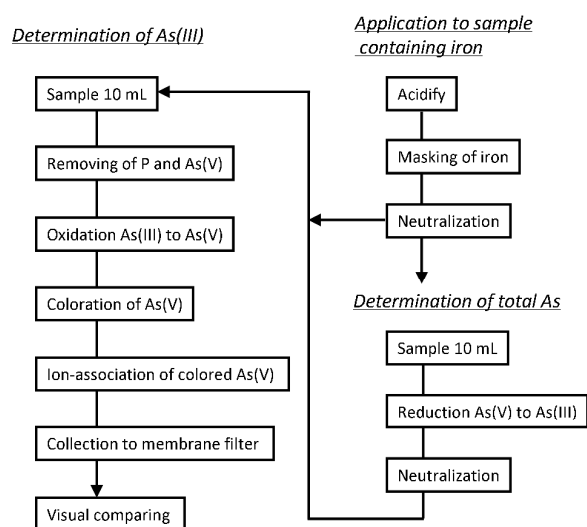 Determination of As(III)
Sample 10 mL
Removing of P and As(V)
Oxidation As(III) to As(V)
Coloration of As(V)
Ion-association of colored As(V)
Collection to membrane filter
Visual comparing
Application to sample
containing iron
Acidify
Masking of iron
Neutralization
Determination of total As
Sample 10 mL
Reduction As(V) to As(III)
Neutralization